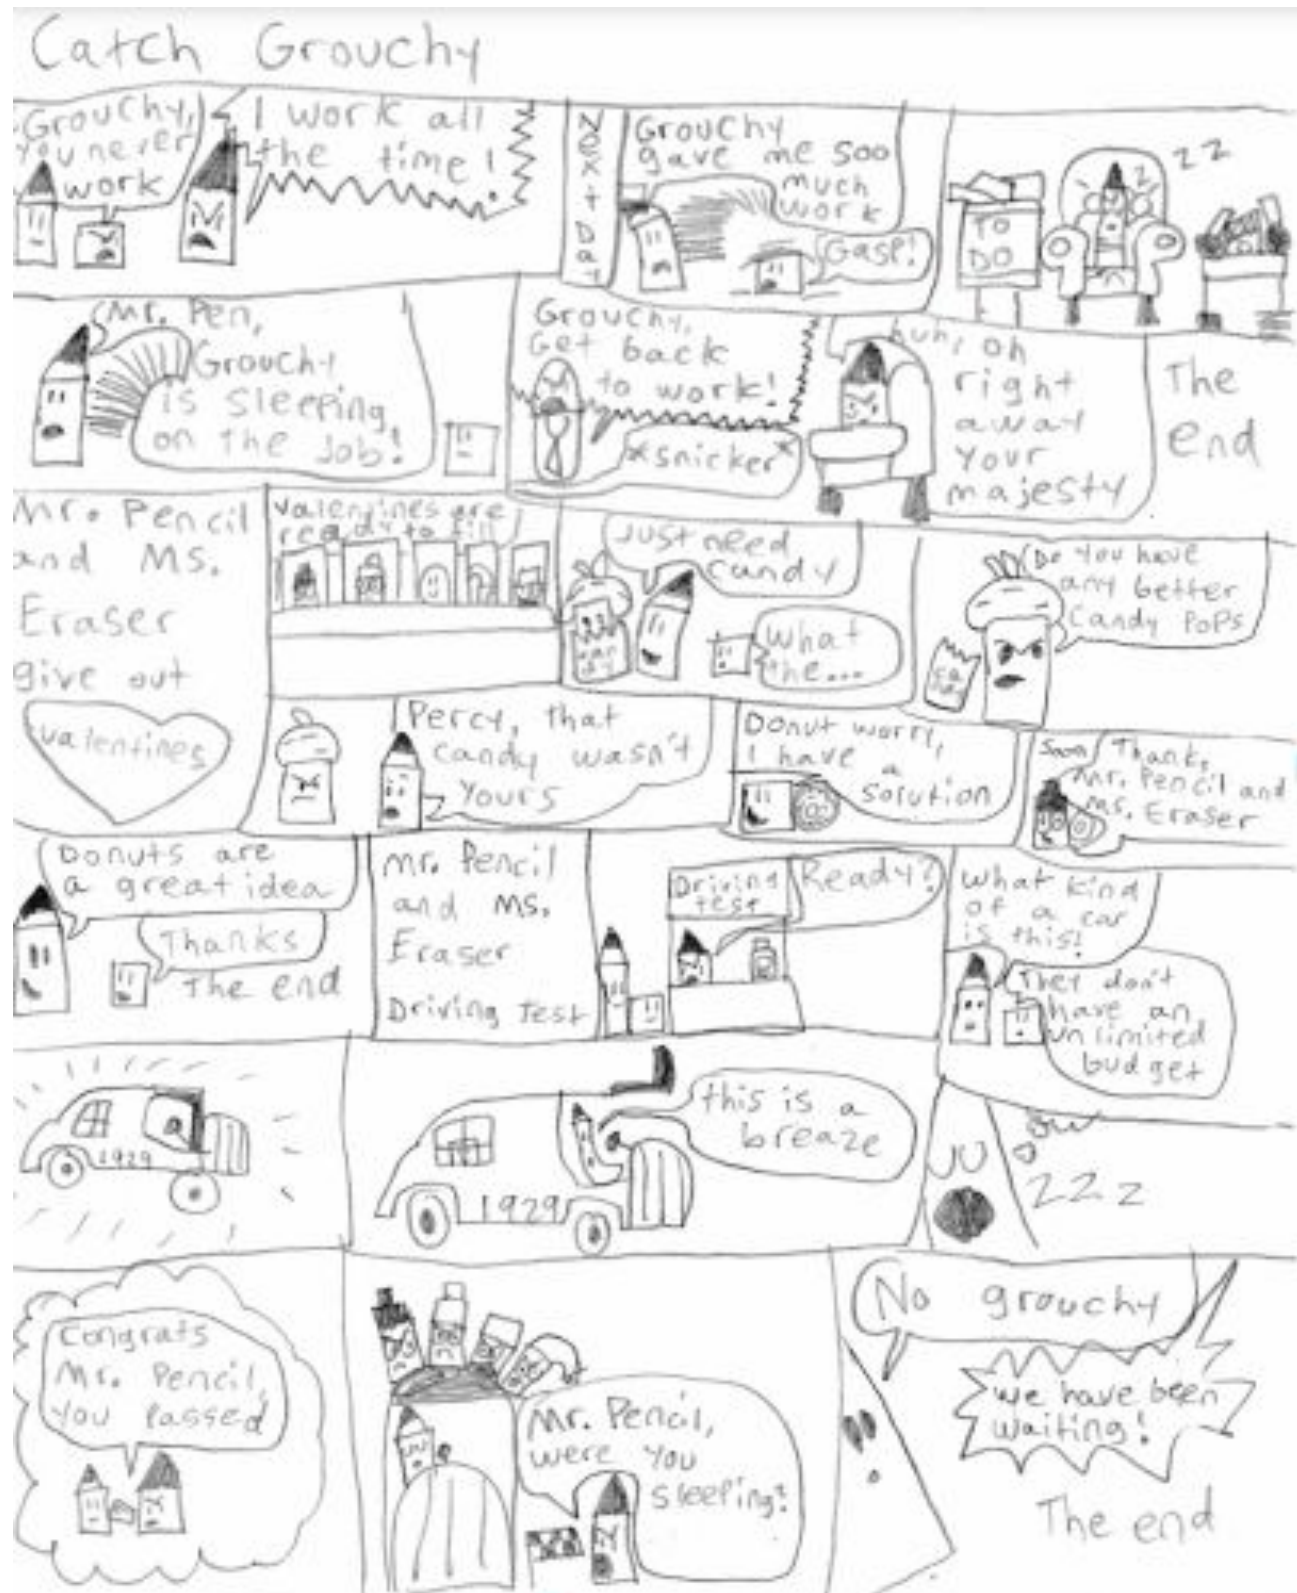 Catch Grouchy
Grouchy,
you never
work
I work all
the time!
Next Day
Grouchy
gave me soo
much
work
Gasp!
TO
DO
Z
ZZ
Mr. Pen,
Grouchy
is sleeping
on the job!
Grouchy,
Get back
to work!
*snicker*
huh, oh
right
away
your
majesty
The
end
Mr. Pencil
and Ms.
Eraser
give out
valentines
Valentines are
ready to fill!
Just need
candy
What
the...
Do you have
any better
Candy Pops
Percy, that
candy wasn't
yours
Donut worry,
I have
a
solution
Soon
Thanks
Mr. Pencil and
Ms. Eraser
Donuts are
a great idea
Thanks
The end
Mr. Pencil
and Ms.
Eraser
Driving Test
Driving
test
Ready?
What kind
of a car
is this!
They don't
have an
unlimited
budget
1929
this is a
breaze
1929
ZZz
Congrats
Mr. Pencil,
you passed
Mr. Pencil,
were you
sleeping?
No grouchy
we have been
waiting!
The end